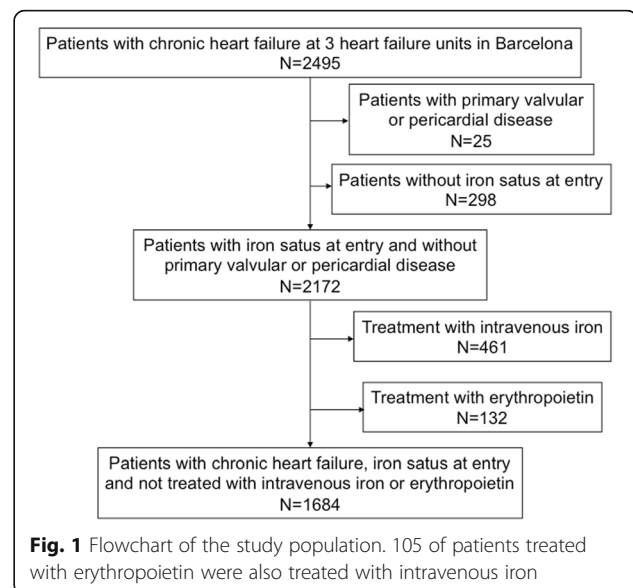 Patients with chronic heart failure at 3 heart failure units in Barcelona
N=2495
Patients with primary valvular
or pericardial disease
N=25
Patients without iron satus at entry
N=298
Patients with iron satus at entry and without
primary valvular or pericardial disease
N=2172
Treatment with intravenous iron
N=461
Treatment with erythropoietin
N=132
Patients with chronic heart failure, iron satus at entry
and not treated with intravenous iron or erythropoietin
N=1684
Fig. 1 Flowchart of the study population. 105 of patients treated
with erythropoietin were also treated with intravenous iron